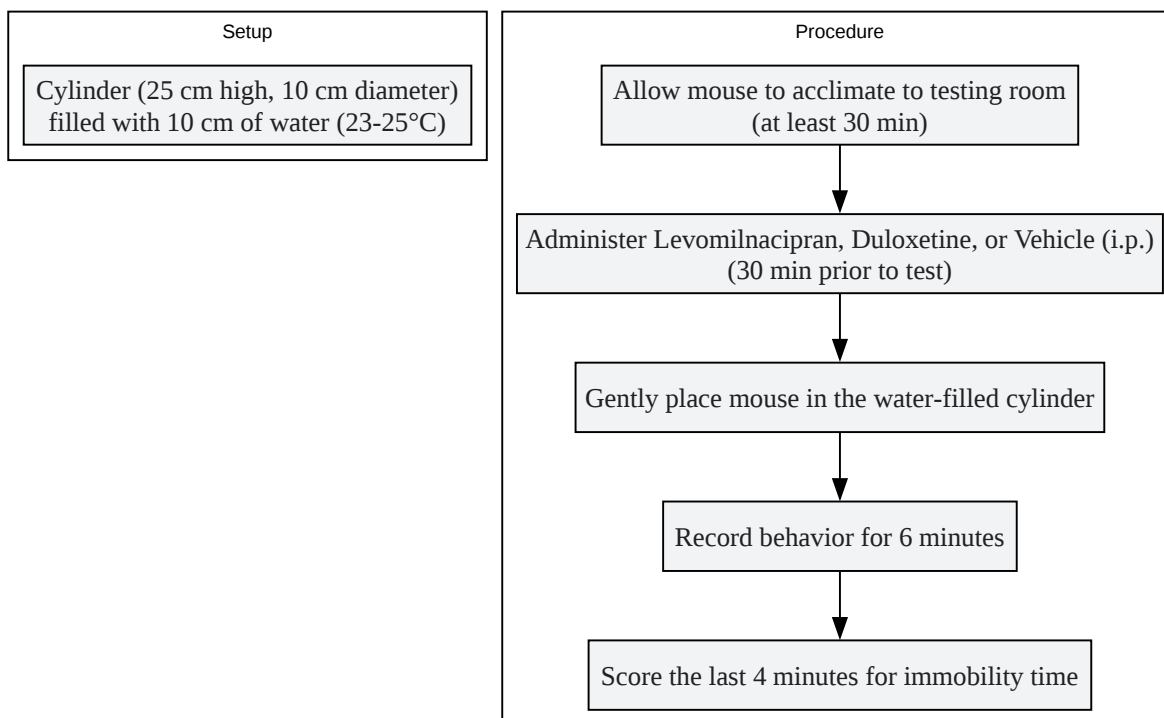 Setup
Cylinder (25 cm high, 10 cm diameter)
filled with 10 cm of water (23-25°C)
Procedure
Allow mouse to acclimate to testing room
(at least 30 min)
Administer Levomilnacipran, Duloxetine, or Vehicle (i.p.)
(30 min prior to test)
Gently place mouse in the water-filled cylinder
Record behavior for 6 minutes
Score the last 4 minutes for immobility time